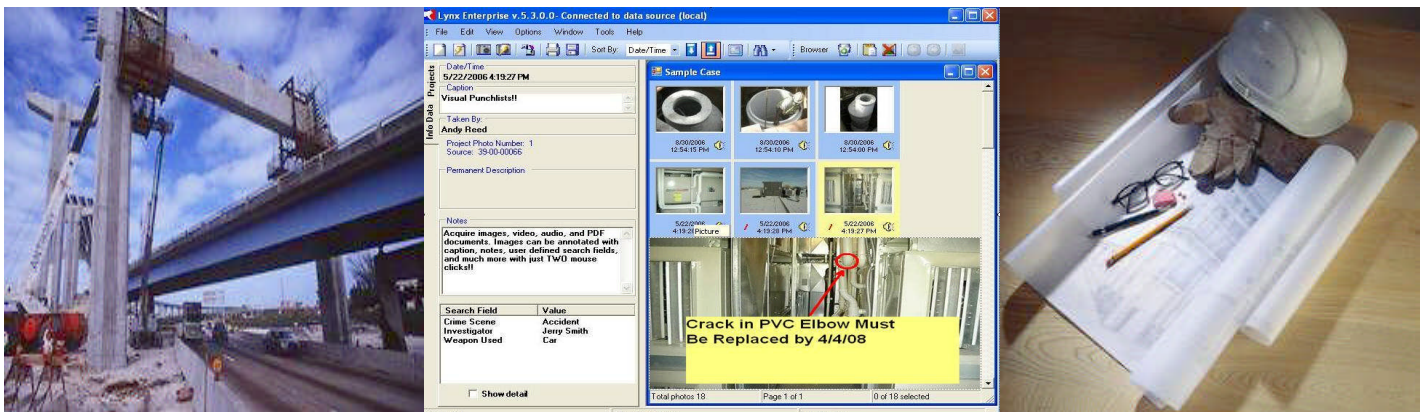 Lynx Enterprise v.5.3.0.0- Connected to data source (local)
File Edit View Options Window Tools Help
Sort By: Date/Time Browser
Projects
Info Data
Date/Time
5/22/2006 4:19:27 PM
Caption
Visual Punchlists!!
Taken By:
Andy Reed
Project Photo Number: 1
Source: 39-00-00066
Permanent Description
Notes
Acquire images, video, audio, and PDF
documents. Images can be annotated with
caption, notes, user defined search fields,
and much more with just TWO mouse
clicks!!
Search Field Value
Crime Scene Accident
Investigator Jerry Smith
Weapon Used Car
Show detail
Sample Case
8/30/2006 8/30/2006 8/30/2006
12:54:15 PM 12:54:10 PM 12:54:00 PM
5/22/2006 5/22/2006 5/22/2006
Picture 4:19:28 PM 4:19:27 PM
Crack in PVC Elbow Must
Be Replaced by 4/4/08
Total photos 18 Page 1 of 1 0 of 18 selected